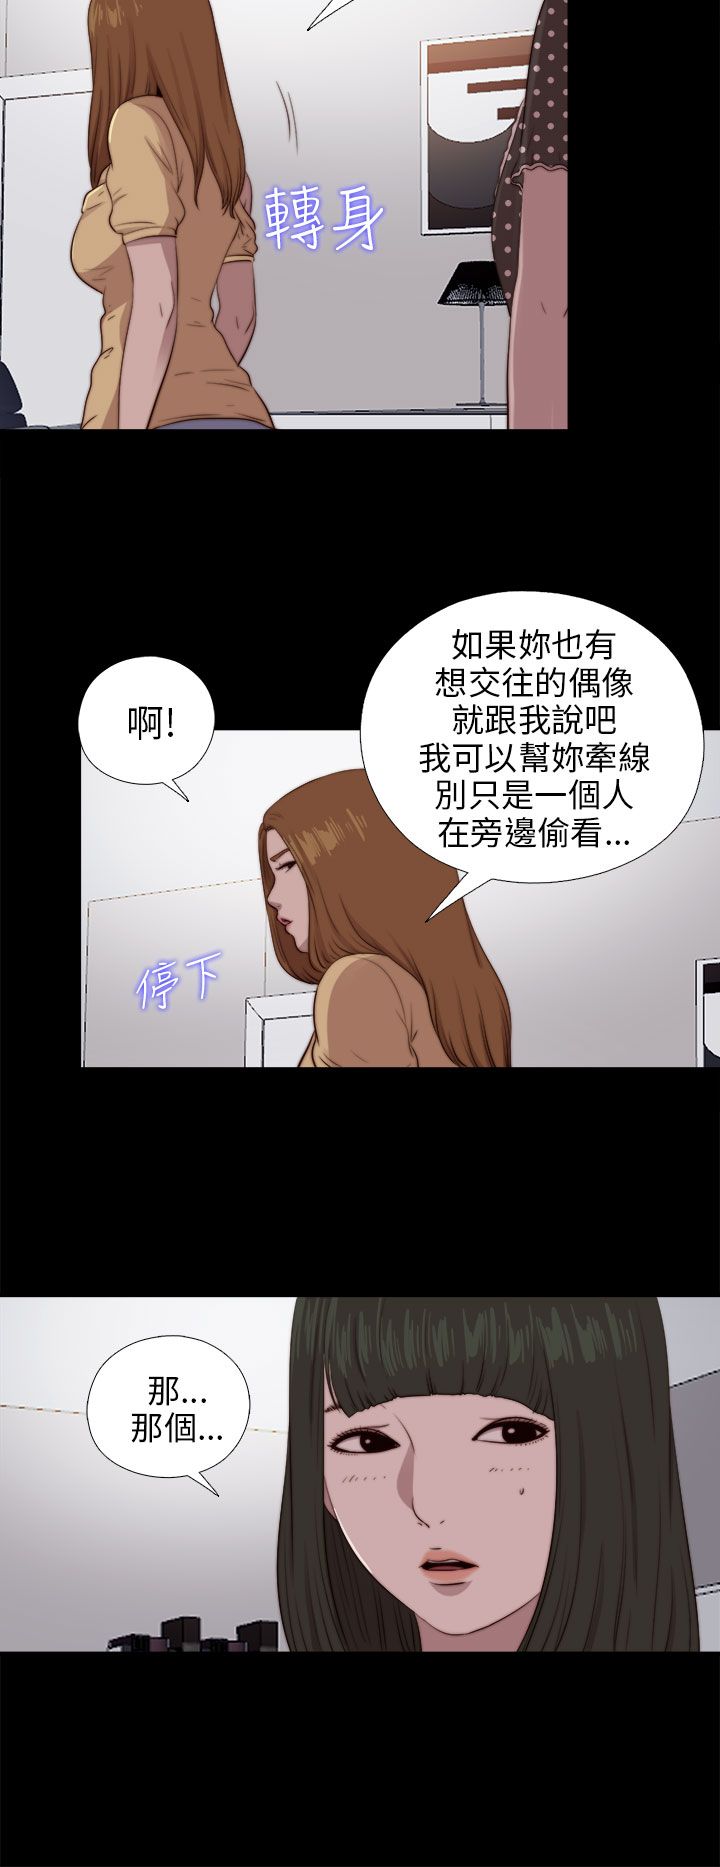 轉身
啊!
如果妳也有
想交往的偶像
就跟我說吧
我可以幫妳牽線
別只是一個人
在旁邊偷看...
停下
那...
那個...